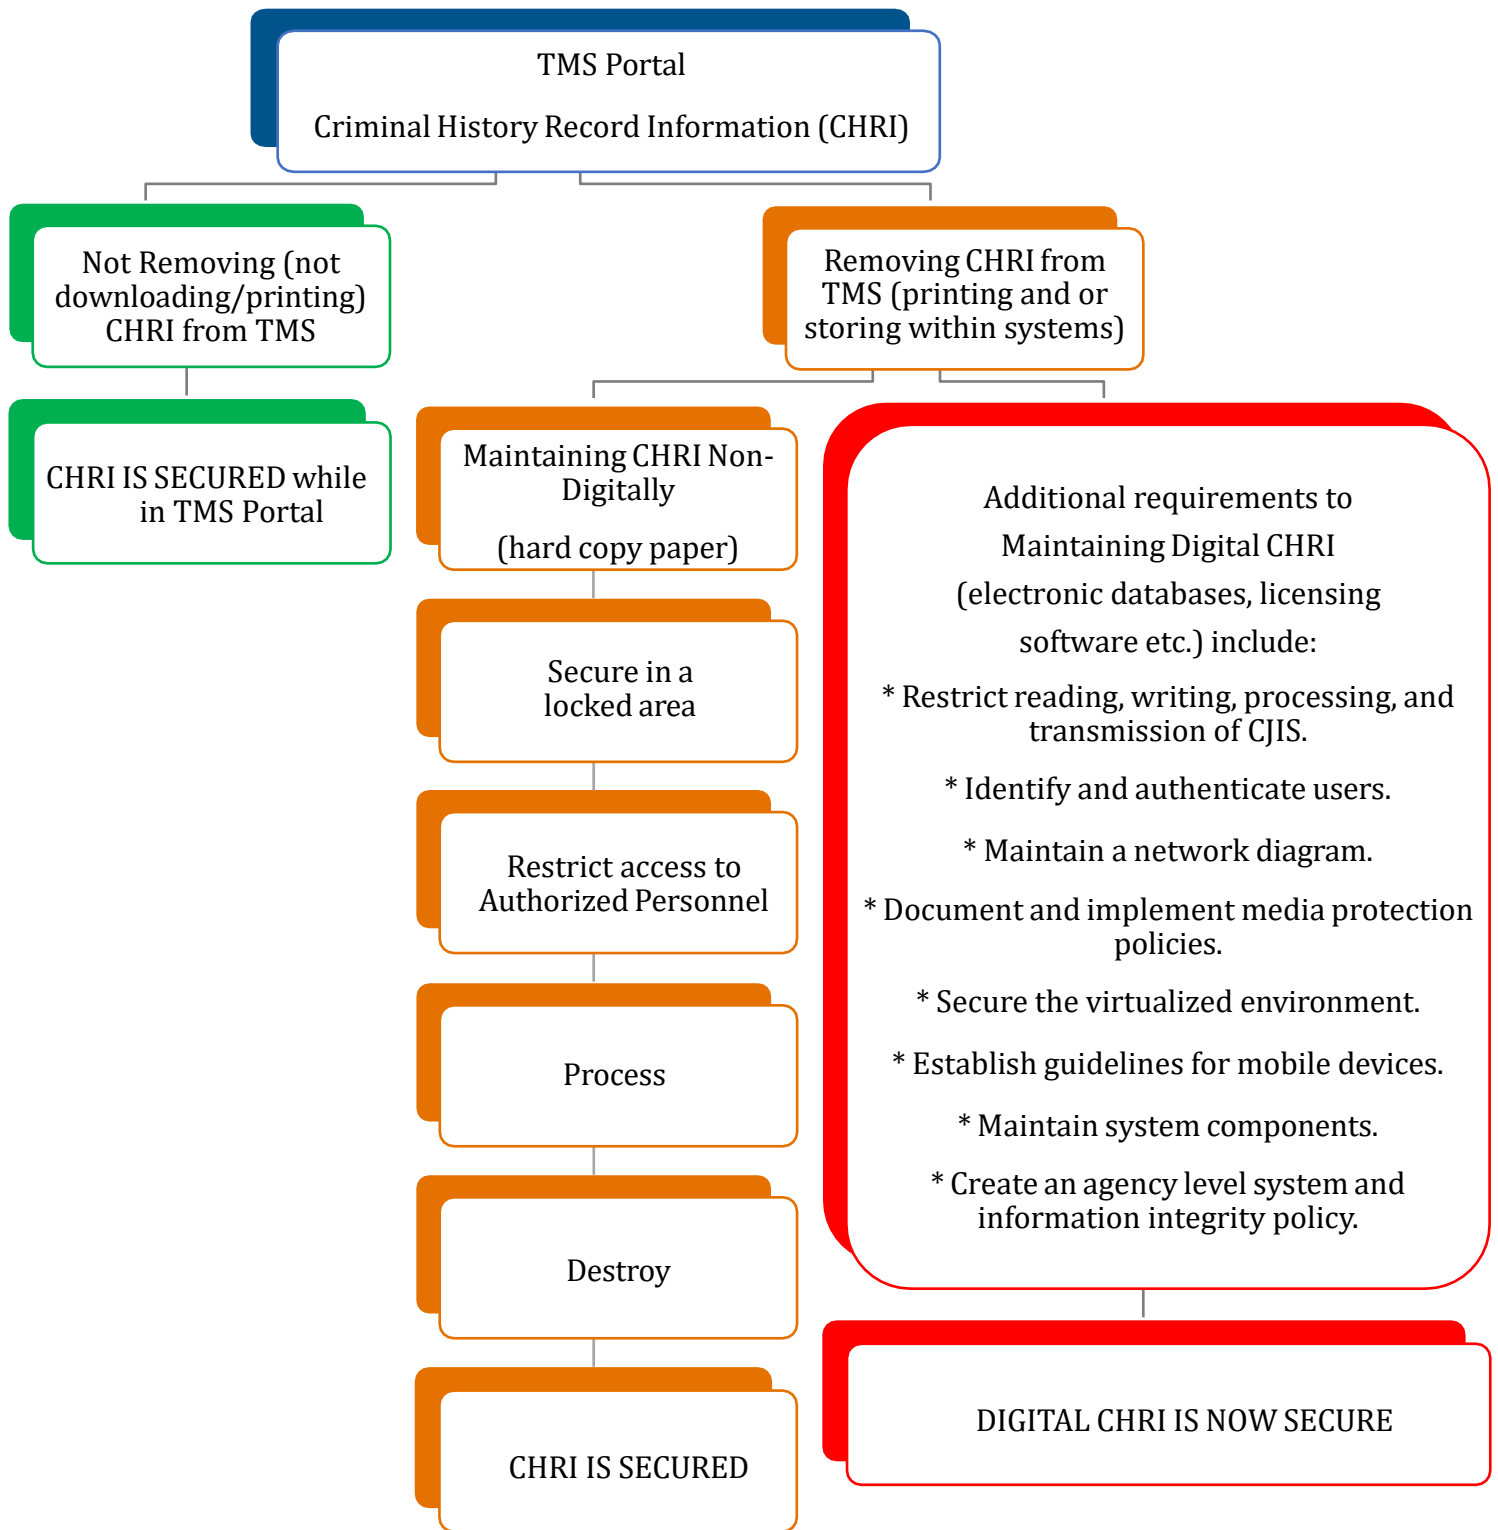 TMS Portal
Criminal History Record Information (CHRI)
Not Removing (not
downloading/printing)
CHRI from TMS
CHRI IS SECURED while
in TMS Portal
Removing CHRI from
TMS (printing and or
storing within systems)
Maintaining CHRI Non-
Digitally
(hard copy paper)
Secure in a
locked area
Restrict access to
Authorized Personnel
Process
Destroy
CHRI IS SECURED
Additional requirements to
Maintaining Digital CHRI
(electronic databases, licensing
software etc.) include:
* Restrict reading, writing, processing, and
transmission of CJIS.
* Identify and authenticate users.
* Maintain a network diagram.
* Document and implement media protection
policies.
* Secure the virtualized environment.
* Establish guidelines for mobile devices.
* Maintain system components.
* Create an agency level system and
information integrity policy.
DIGITAL CHRI IS NOW SECURE